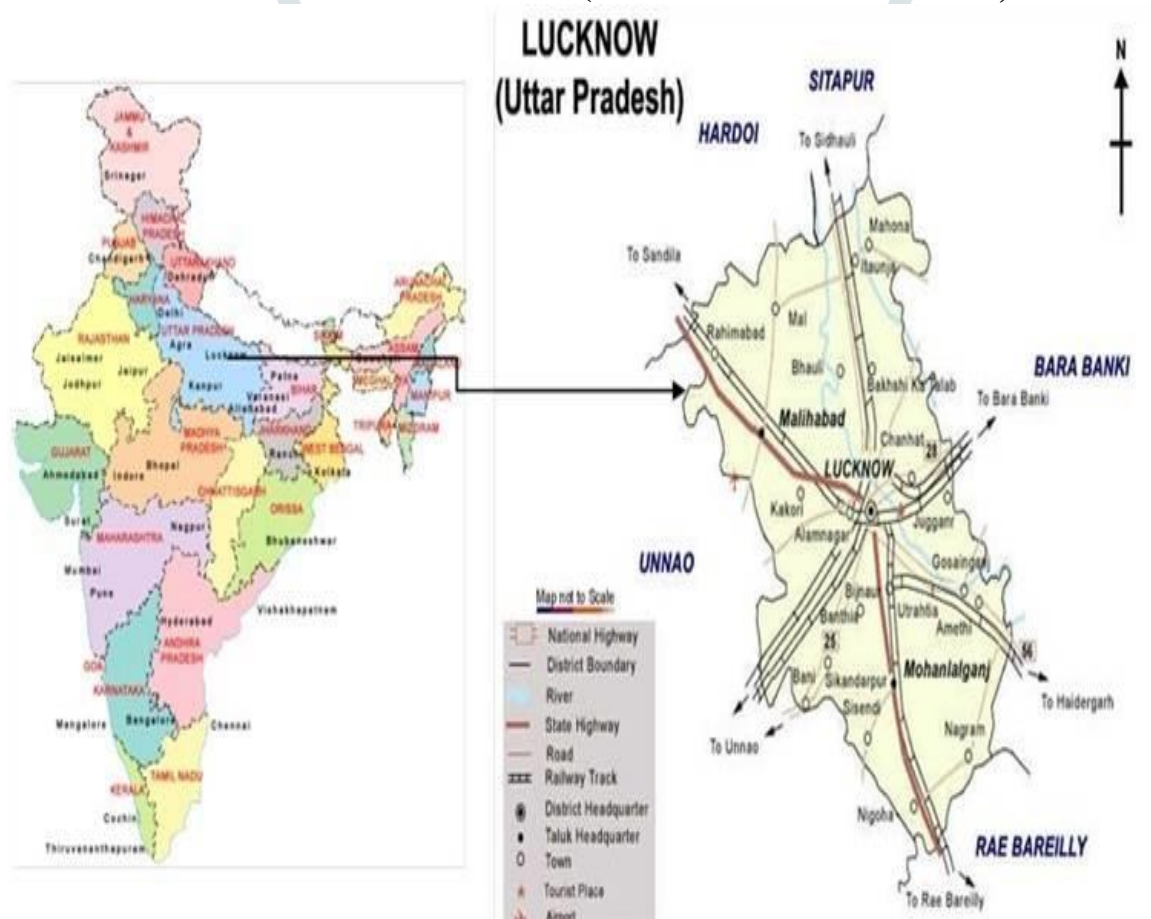 LUCKNOW
(Uttar Pradesh)
N
JAMMU
&
KASHMIR
Srinagar
HIMACHAL
PRADESH
PUNJAB
Chandigarh
UTTARAKHAND
Dehradun
HARYANA
Delhi
UTTAR PRADESH
Agra
Lucknow
Kanpur
Allahabad
Varanasi
RAJASTHAN
Jaisalmer
Jaipur
Jodhpur
Patna
BIHAR
SIKKIM
ARUNACHAL
PRADESH
ASSAM
MANIPUR
TRIPURA
MIZORAM
GUJARAT
Ahmedabad
Surat
MADHYA
PRADESH
Indore
Bhopal
JHARKHAND
Ranchi
WEST BENGAL
Kolkata
CHHATTISGARH
ORISSA
Bhubaneshwar
MAHARASHTRA
Nagpur
Mumbai
Pune
Vishakhapatnam
Hyderabad
ANDHRA
PRADESH
GOA
KARNATAKA
Mangalore
Bangalore
Chennai
TAMIL NADU
KERALA
Cochin
Thiruvananthapuram
SITAPUR
HARDOI
To Sidhauli
Mahona
Itaunja
To Sandila
Mal
Rahimabad
Bhauli
Bakhshi Ka Talab
BARA BANKI
To Bara Banki
Malihabad
Chanhat
28
LUCKNOW
Kakori
Alamnagar
Jugganr
UNNAO
Gosainganj
Bijnaur
Banthia
Utrahtia
Amethi
25
56
Bani
Sikandarpur
Mohanlalganj
Sisendi
To Haidergarh
To Unnao
Nagram
Nigoha
RAE BAREILLY
To Rae Bareilly
Map not to Scale
National Highway
District Boundary
River
State Highway
Road
Railway Track
District Headquarter
Taluk Headquarter
Town
Tourist Place
Airport